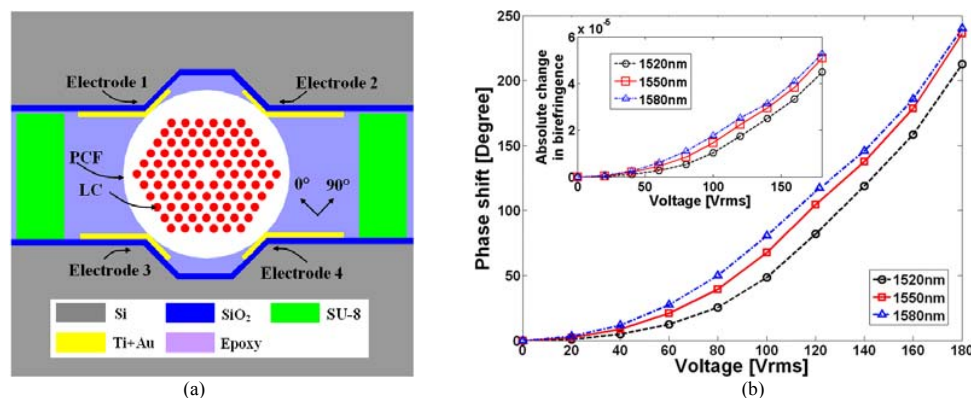 Electrode 1
Electrode 2
PCF
LC
0°
90°
Electrode 3
Electrode 4
Si
SiO₂
SU-8
Ti+Au
Epoxy
(a)
Phase shift [Degree]
250
200
150
100
50
0
0 20 40 60 80 100 120 140 160 180
Voltage [Vrms]
1520nm
1550nm
1580nm
Absolute change
in birefringence
6 x 10⁻⁵
4
2
0
0 50 100 150
Voltage [Vrms]
1520nm
1550nm
1580nm
(b)